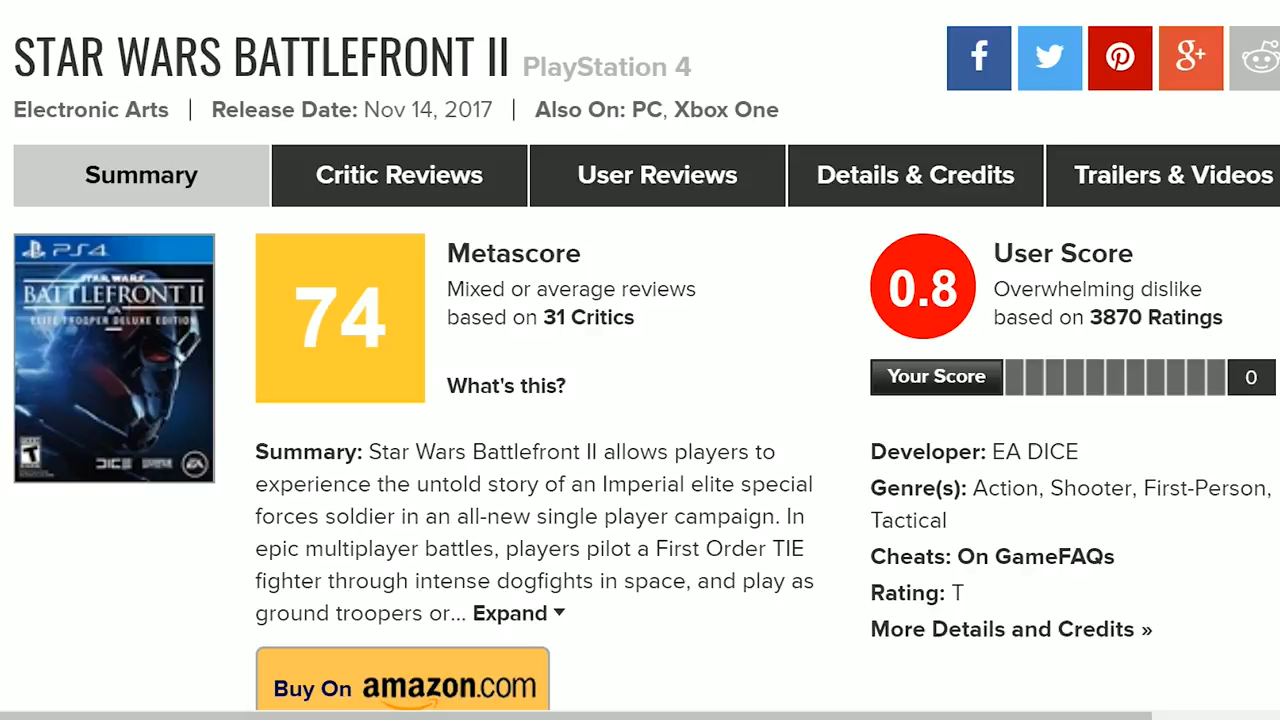 STAR WARS BATTLEFRONT II PlayStation 4
Electronic Arts | Release Date: Nov 14, 2017 | Also On: PC, Xbox One
Summary Critic Reviews User Reviews Details & Credits Trailers & Videos
PS4
STAR WARS
BATTLEFRONT II
ELITE TROOPER DELUXE EDITION
T
DICE
EA
74
Metascore
Mixed or average reviews
based on 31 Critics
What's this?
0.8
User Score
Overwhelming dislike
based on 3870 Ratings
Your Score 0
Summary: Star Wars Battlefront II allows players to
experience the untold story of an Imperial elite special
forces soldier in an all-new single player campaign. In
epic multiplayer battles, players pilot a First Order TIE
fighter through intense dogfights in space, and play as
ground troopers or... Expand
Buy On amazon.com
Developer: EA DICE
Genre(s): Action, Shooter, First-Person,
Tactical
Cheats: On GameFAQs
Rating: T
More Details and Credits »